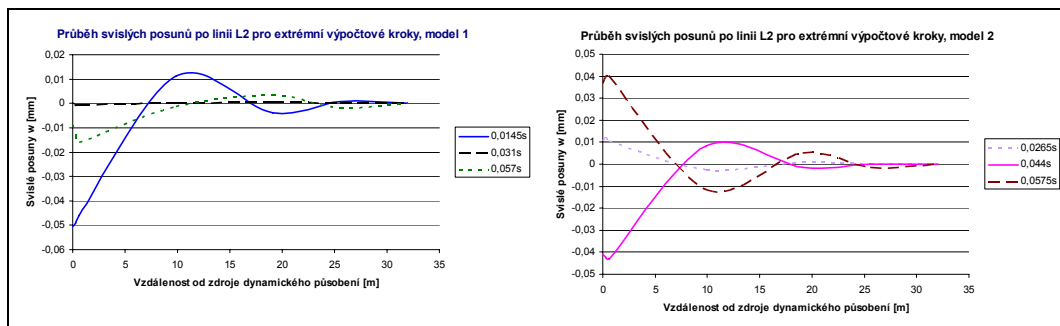 Průběh svislých posunů po linii L2 pro extrémní výpočtové kroky, model 1
0,02
0,01
0
-0,01
-0,02
-0,03
-0,04
-0,05
-0,06
0 5 10 15 20 25 30 35
Svislé posuny w [mm]
Vzdálenost od zdroje dynamického působení [m]
0,0145s
0,031s
0,057s
Průběh svislých posunů po linii L2 pro extrémní výpočtové kroky, model 2
0,05
0,04
0,03
0,02
0,01
0
-0,01
-0,02
-0,03
-0,04
-0,05
0 5 10 15 20 25 30 35
Svislé posuny w [mm]
Vzdálenost od zdroje dynamického působení [m]
0,0265s
0,044s
0,0575s